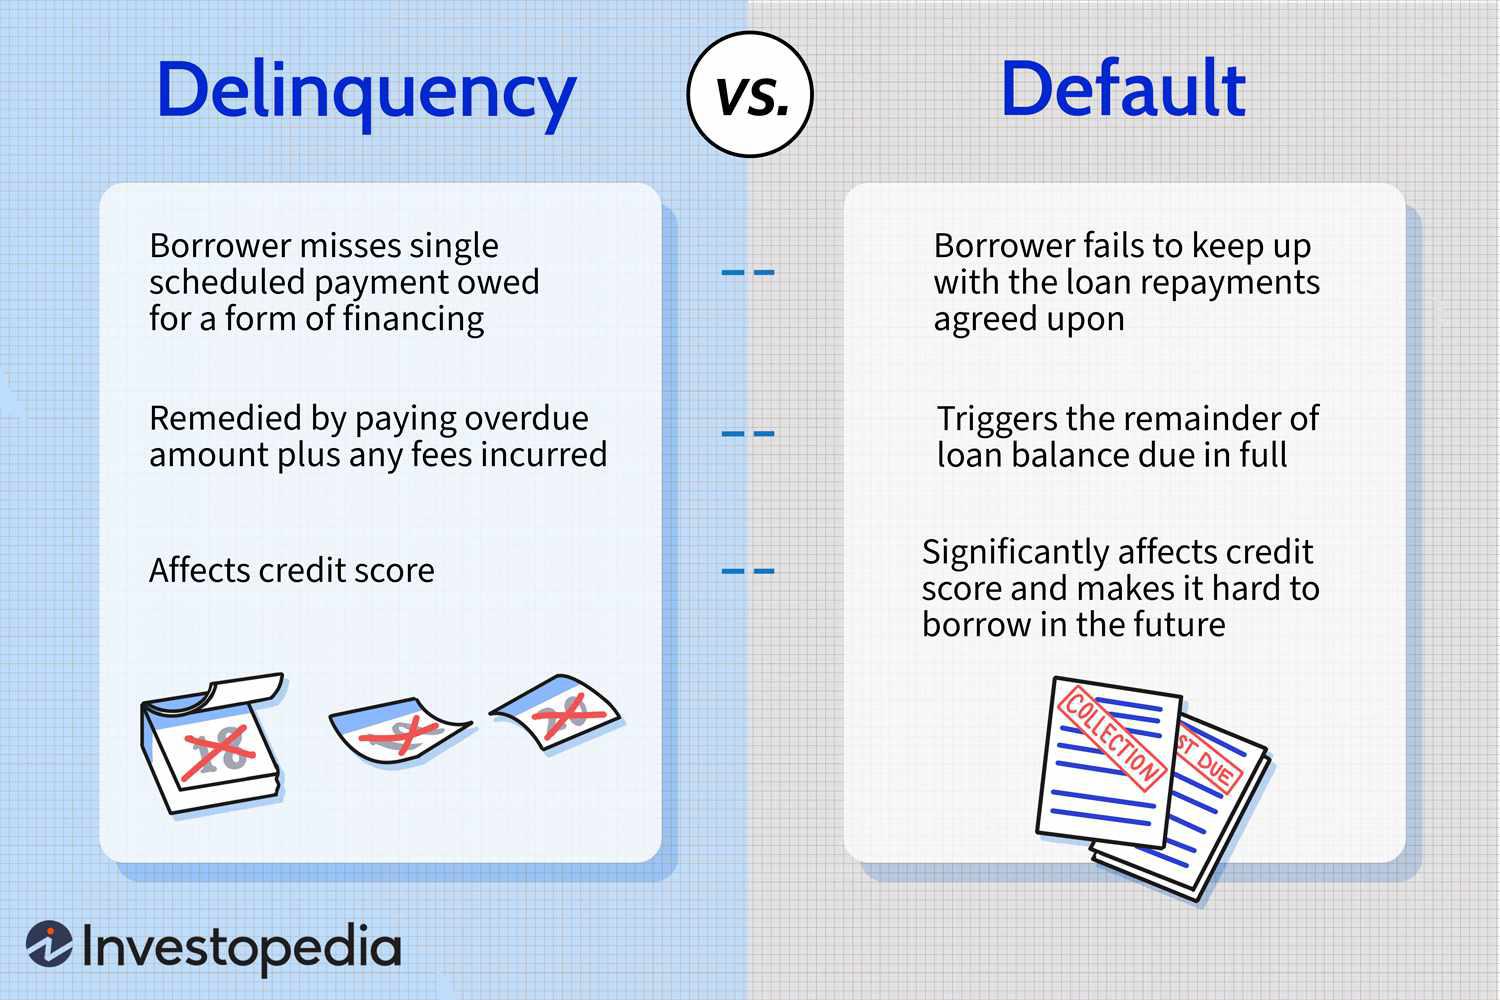 Delinquency
VS.
Default
Borrower misses single
scheduled payment owed
for a form of financing
Borrower fails to keep up
with the loan repayments
agreed upon
Remedied by paying overdue
amount plus any fees incurred
Triggers the remainder of
loan balance due in full
Affects credit score
Significantly affects credit
score and makes it hard to
borrow in the future
18
COLLECTION
ST DUE
Investopedia